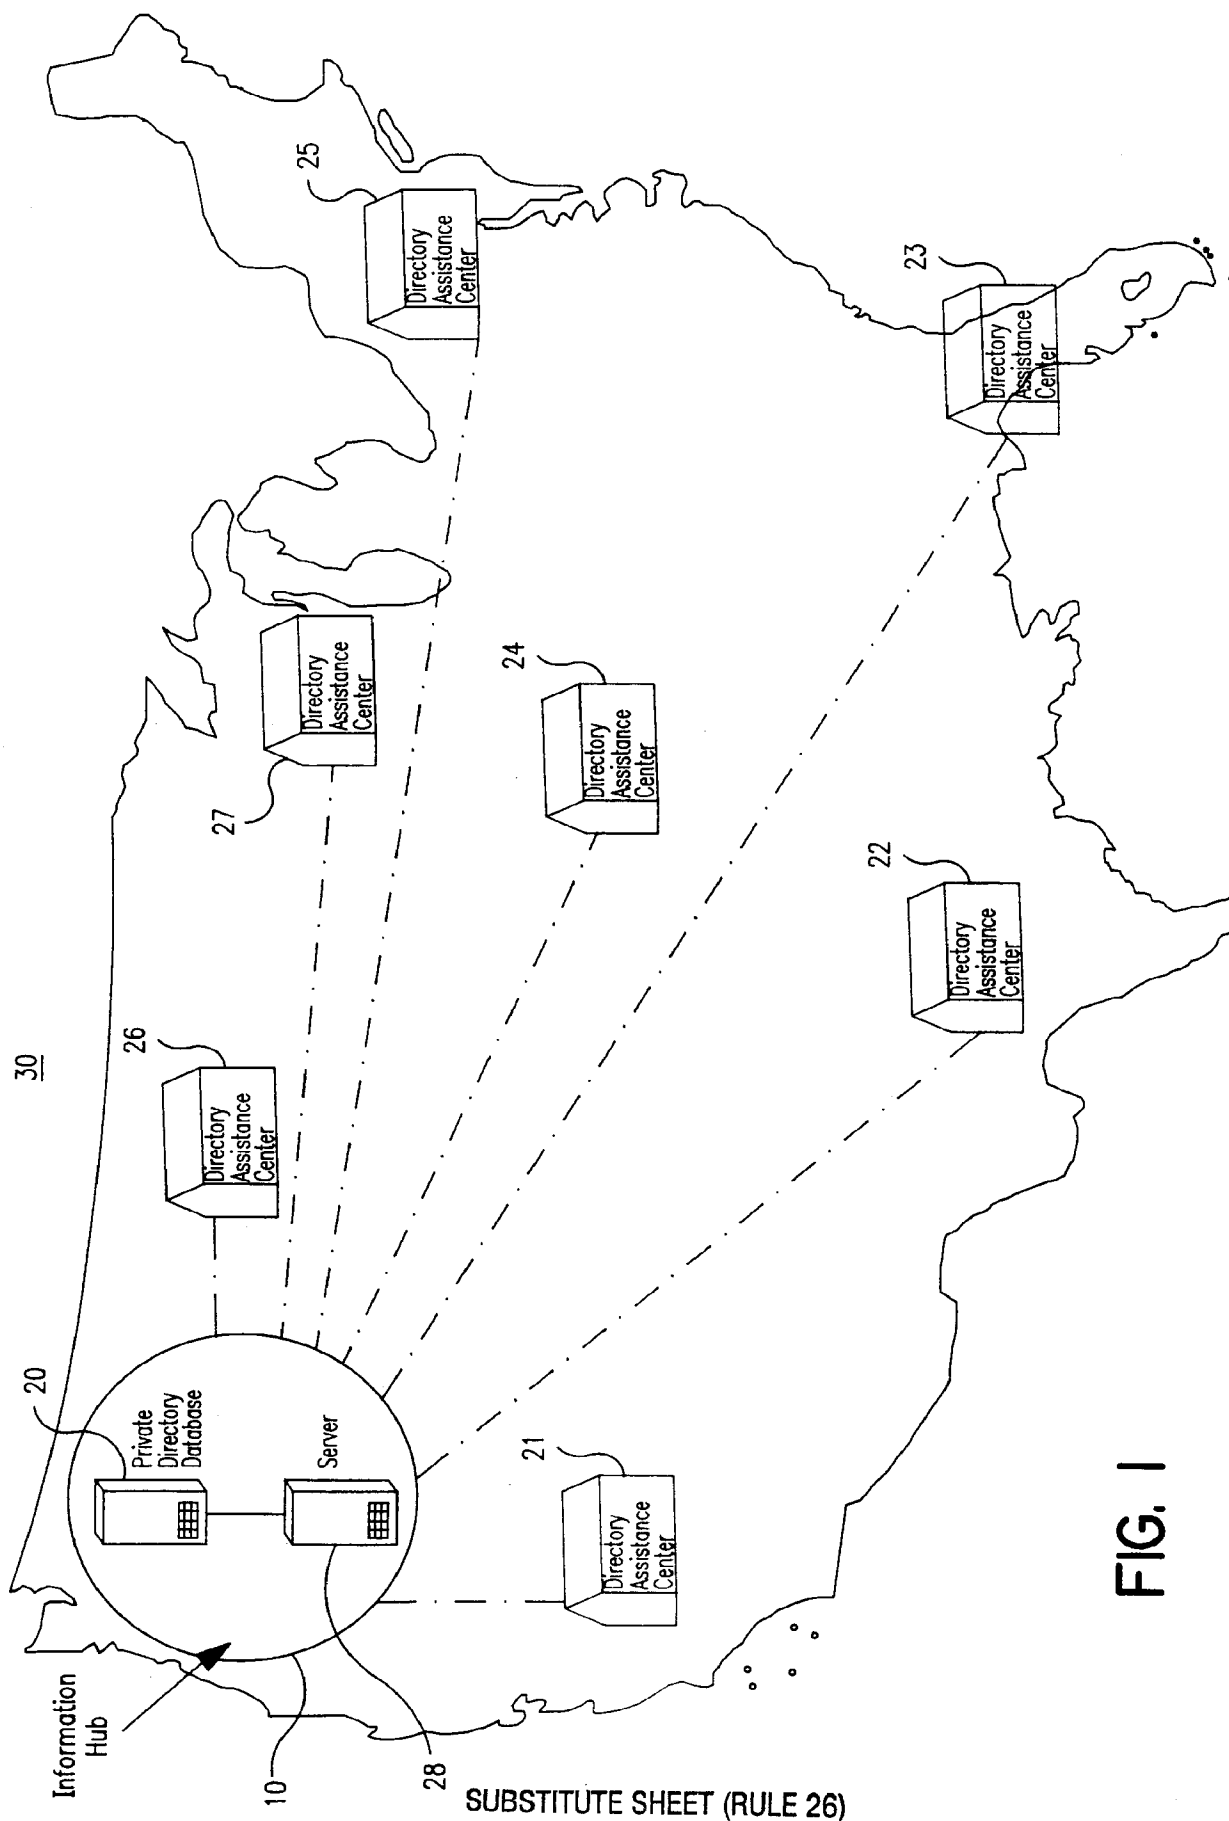 30
Information
Hub
10
28
20
Private
Directory
Database
Server
26
Directory
Assistance
Center
27
Directory
Assistance
Center
25
Directory
Assistance
Center
24
Directory
Assistance
Center
23
Directory
Assistance
Center
22
Directory
Assistance
Center
21
Directory
Assistance
Center
FIG. 1
SUBSTITUTE SHEET (RULE 26)